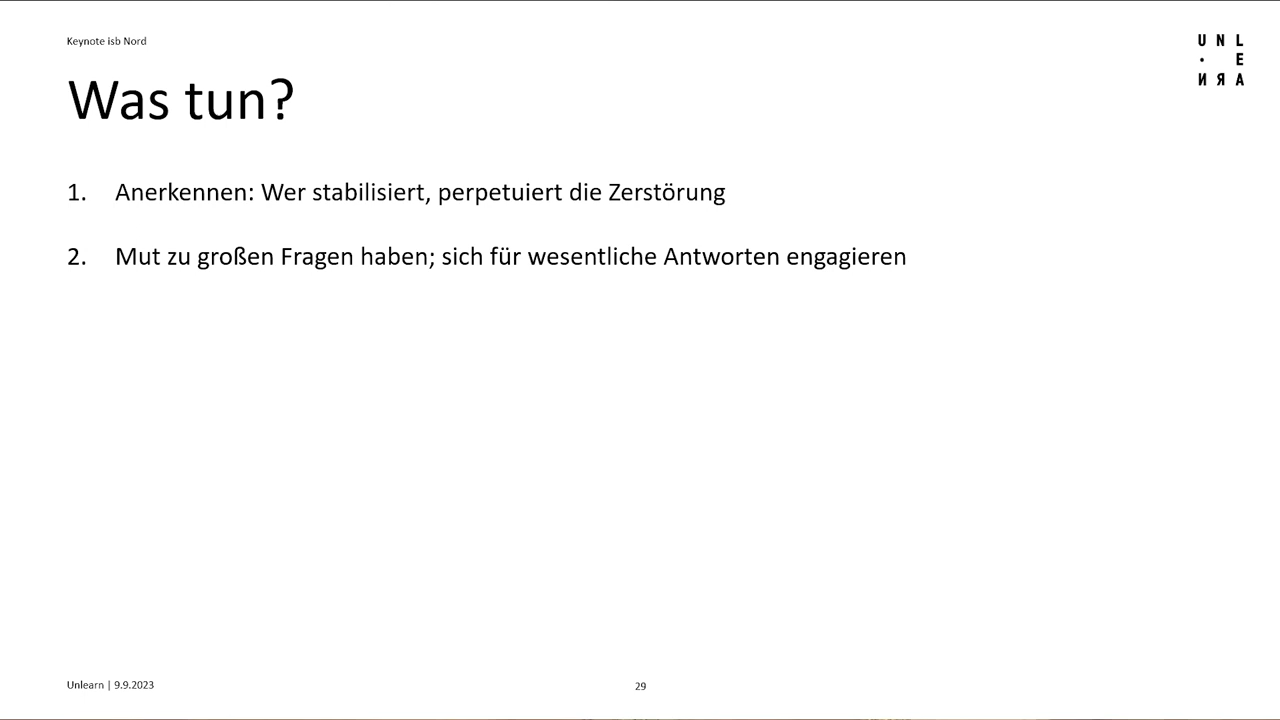 Keynote isb Nord
U N L
· E
И Я A
Was tun?
1. Anerkennen: Wer stabilisiert, perpetuiert die Zerstörung
2. Mut zu großen Fragen haben; sich für wesentliche Antworten engagieren
Unlearn | 9.9.2023
29